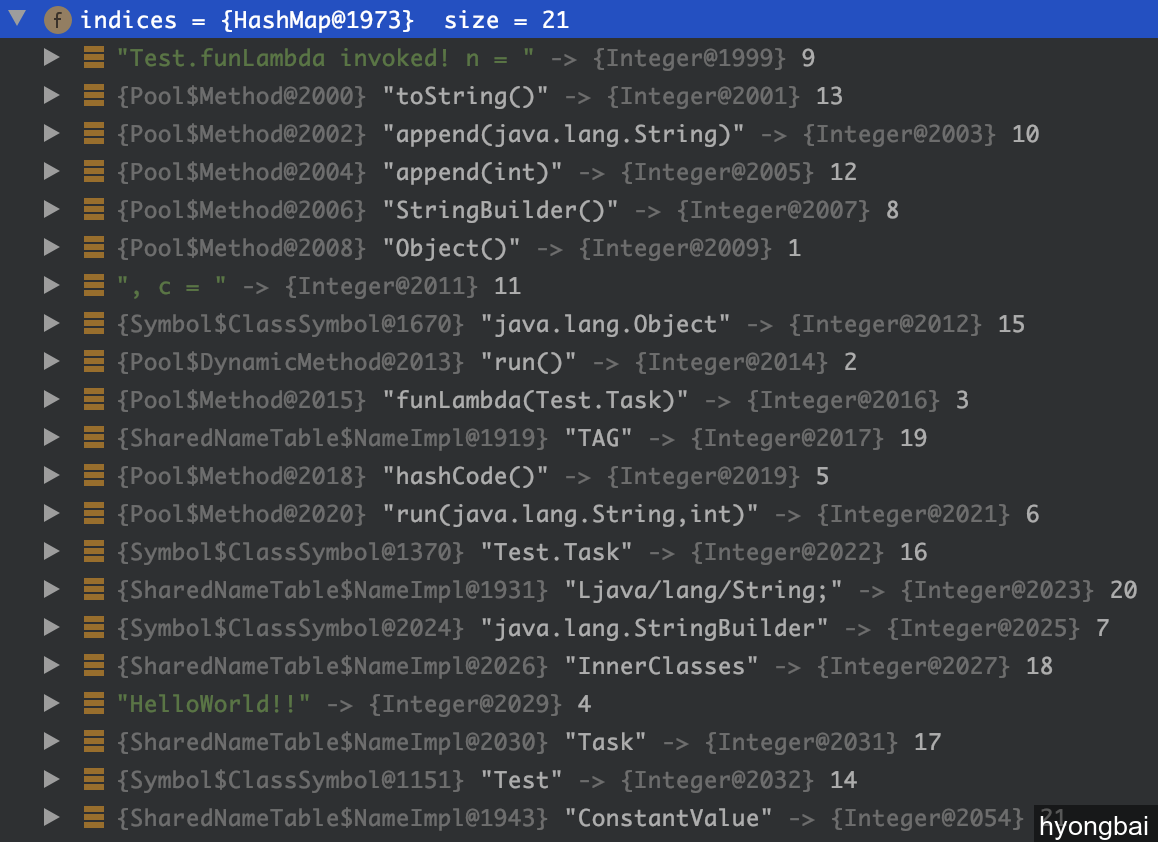 f indices = {HashMap@1973} size = 21
"Test.funLambda invoked! n = " -> {Integer@1999} 9
{Pool$Method@2000} "toString()" -> {Integer@2001} 13
{Pool$Method@2002} "append(java.lang.String)" -> {Integer@2003} 10
{Pool$Method@2004} "append(int)" -> {Integer@2005} 12
{Pool$Method@2006} "StringBuilder()" -> {Integer@2007} 8
{Pool$Method@2008} "Object()" -> {Integer@2009} 1
", c = " -> {Integer@2011} 11
{Symbol$ClassSymbol@1670} "java.lang.Object" -> {Integer@2012} 15
{Pool$DynamicMethod@2013} "run()" -> {Integer@2014} 2
{Pool$Method@2015} "funLambda(Test.Task)" -> {Integer@2016} 3
{SharedNameTable$NameImpl@1919} "TAG" -> {Integer@2017} 19
{Pool$Method@2018} "hashCode()" -> {Integer@2019} 5
{Pool$Method@2020} "run(java.lang.String,int)" -> {Integer@2021} 6
{Symbol$ClassSymbol@1370} "Test.Task" -> {Integer@2022} 16
{SharedNameTable$NameImpl@1931} "Ljava/lang/String;" -> {Integer@2023} 20
{Symbol$ClassSymbol@2024} "java.lang.StringBuilder" -> {Integer@2025} 7
{SharedNameTable$NameImpl@2026} "InnerClasses" -> {Integer@2027} 18
"HelloWorld!!" -> {Integer@2029} 4
{SharedNameTable$NameImpl@2030} "Task" -> {Integer@2031} 17
{Symbol$ClassSymbol@1151} "Test" -> {Integer@2032} 14
{SharedNameTable$NameImpl@1943} "ConstantValue" -> {Integer@2054} 21
hyongbai